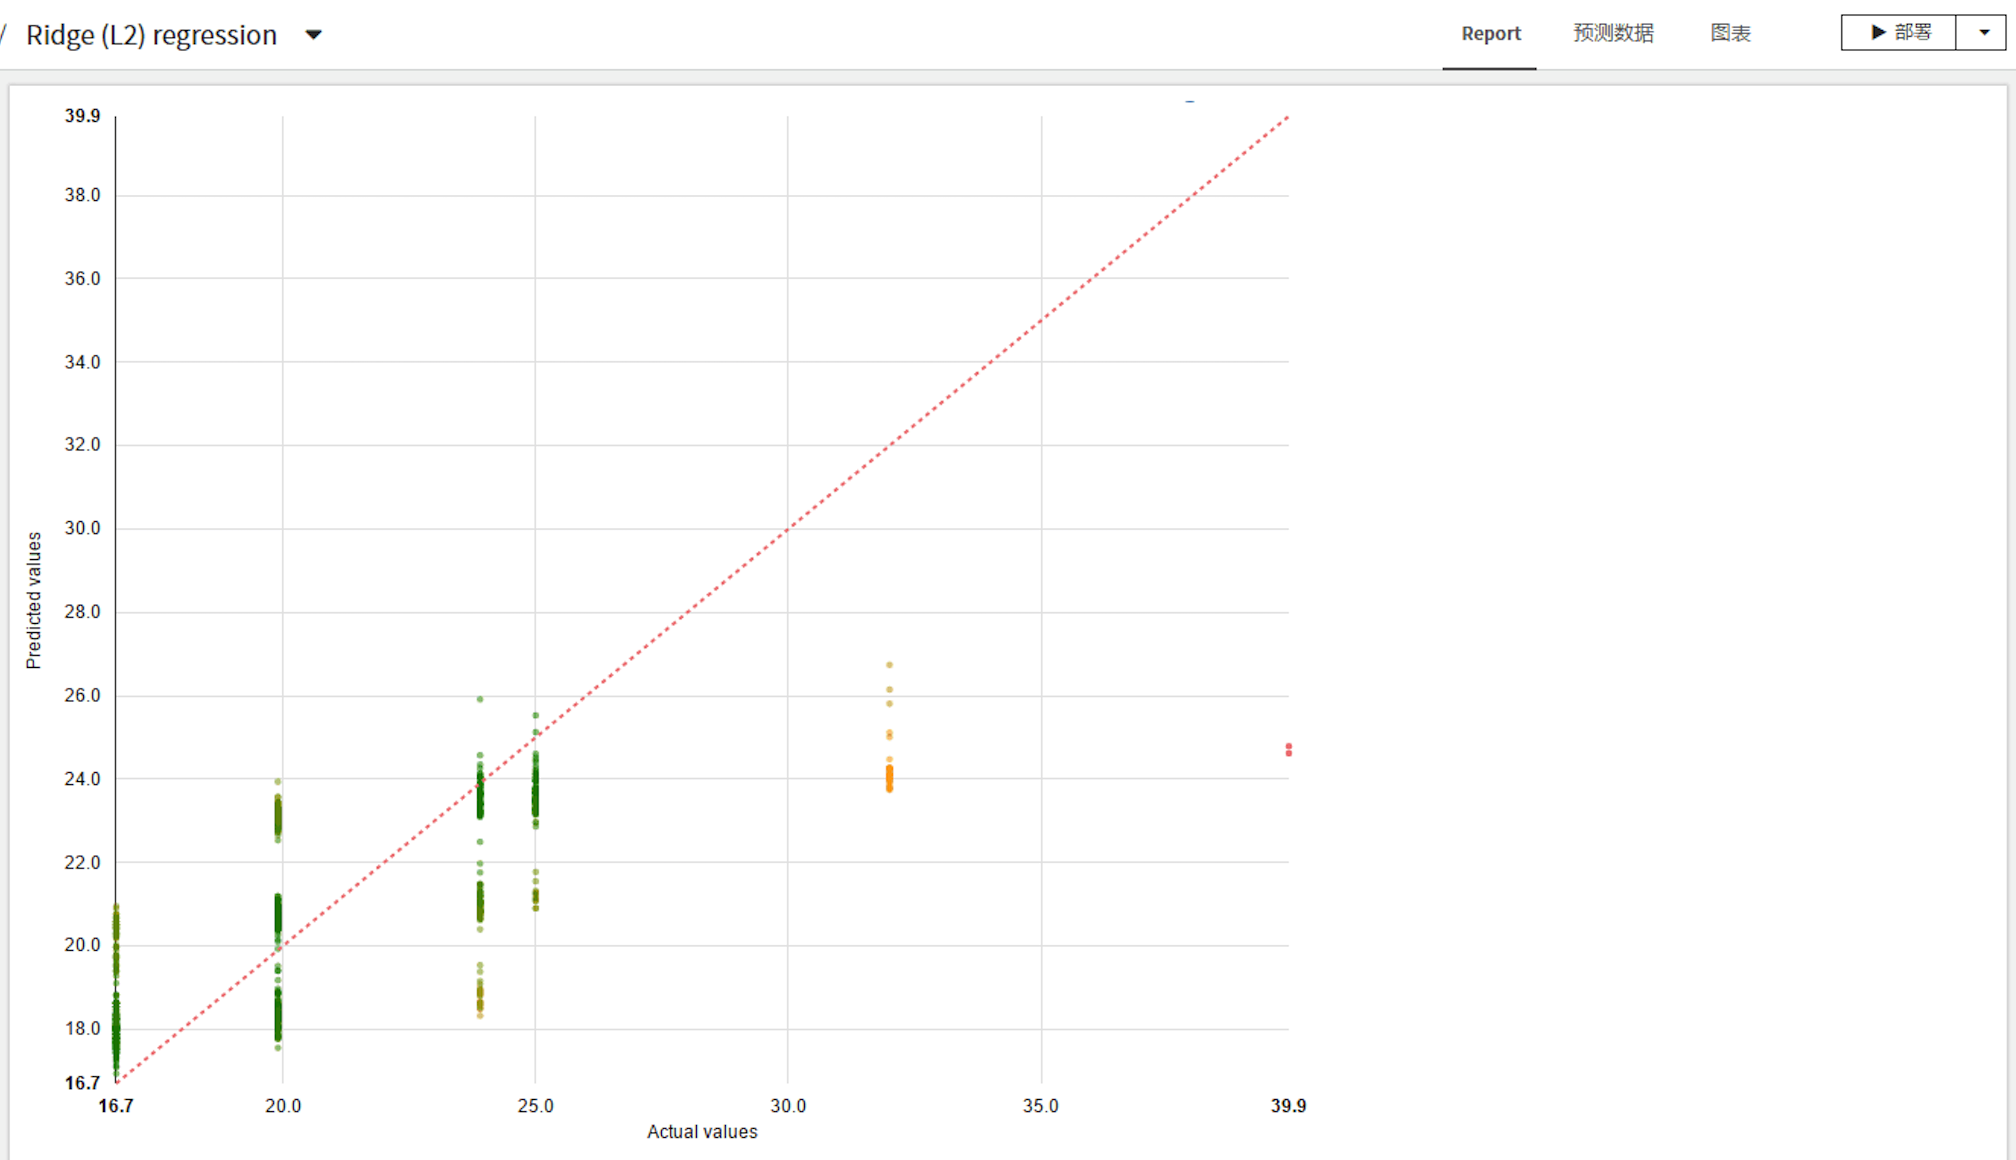 / Ridge (L2) regression
Report 预测数据 图表 部署
39.9
38.0
36.0
34.0
32.0
30.0
28.0
26.0
24.0
22.0
20.0
18.0
16.7
Predicted values
16.7 20.0 25.0 30.0 35.0 39.9
Actual values